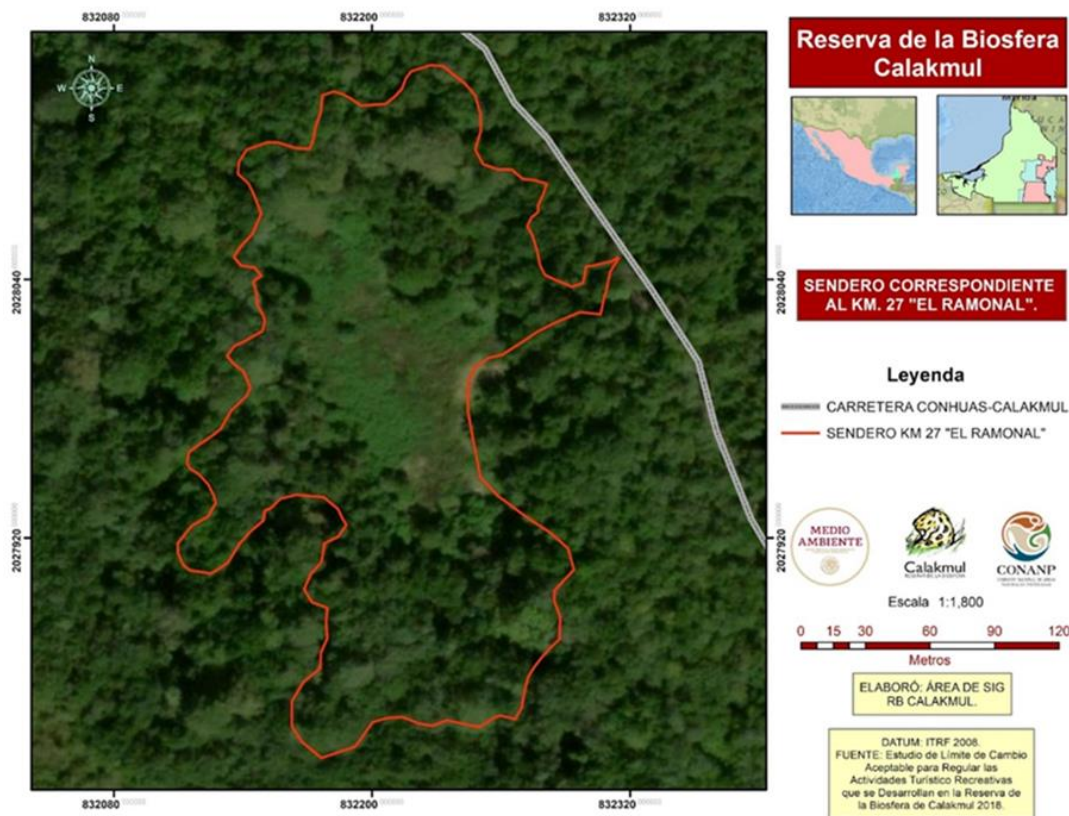 832080
832200
832320
N
W
E
S
2028040
2027920
2028040
2027920
832080
832200
832320
Reserva de la Biosfera
Calakmul
SENDERO CORRESPONDIENTE
AL KM. 27 "EL RAMONAL".
Leyenda
CARRETERA CONHUAS-CALAKMUL
SENDERO KM 27 "EL RAMONAL"
MEDIO
AMBIENTE
Calakmul
RESERVA DE LA BIOSFERA
CONANP
Escala 1:1,800
0 15 30 60 90 120
Metros
ELABORÓ: ÁREA DE SIG
RB CALAKMUL.
DATUM: ITRF 2008.
FUENTE: Estudio de Límite de Cambio
Aceptable para Regular las
Actividades Turístico Recreativas
que se Desarrollan en la Reserva de
la Biosfera de Calakmul 2018.